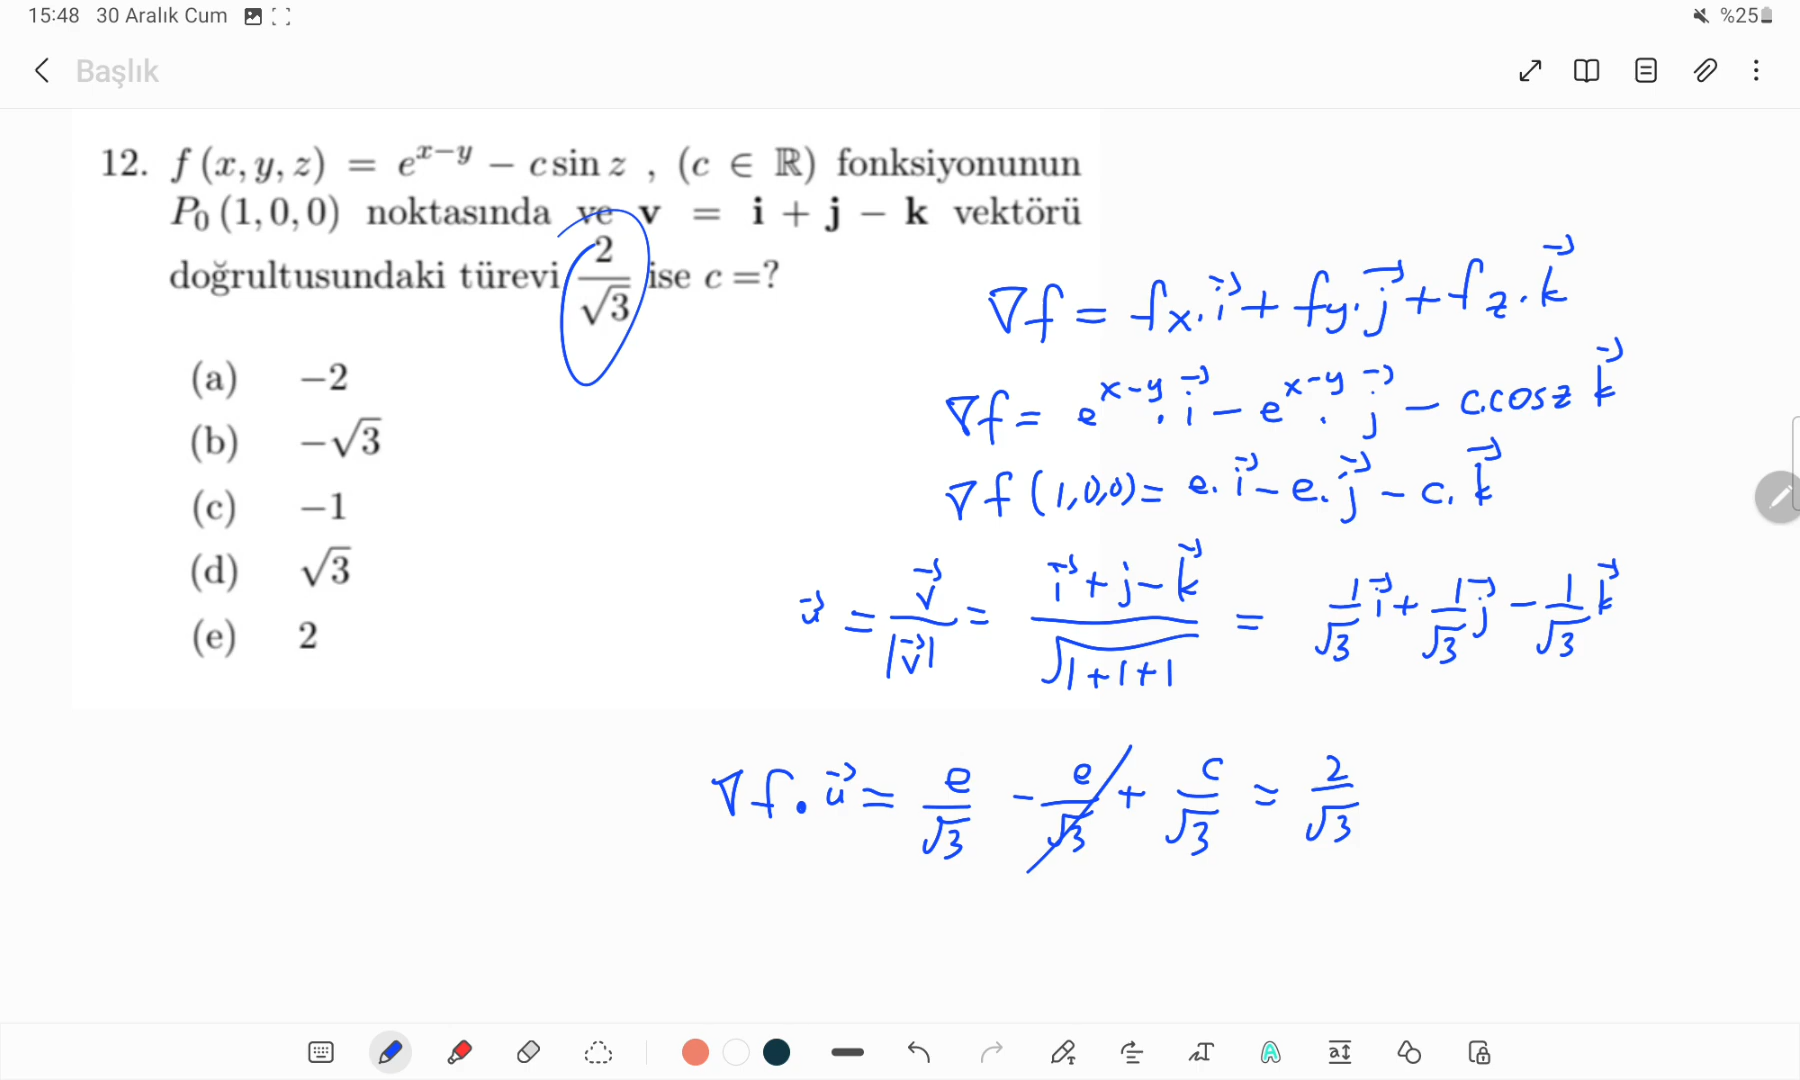 15:48 30 Aralık Cum
%25
Başlık
12. f (x, y, z) = e^{x−y} − c sin z , (c ∈ ℝ) fonksiyonunun
P₀ (1, 0, 0) noktasında ve v = i + j − k vektörü
doğrultusundaki türevi 2/√3 ise c =?
(a) −2
(b) −√3
(c) −1
(d) √3
(e) 2
∇f = fx.i⃗ + fy.j⃗ + fz.k⃗
∇f = e^{x−y}.i⃗ − e^{x−y}.j⃗ − c.cosz k⃗
∇f (1,0,0) = e.i⃗ − e.j⃗ − c.k⃗
u⃗ = v⃗/|v⃗| = (i⃗ + j − k⃗)/√(1+1+1) = 1/√3 i⃗ + 1/√3 j⃗ − 1/√3 k⃗
∇f . u⃗ = e/√3 − e/√3 + c/√3 = 2/√3